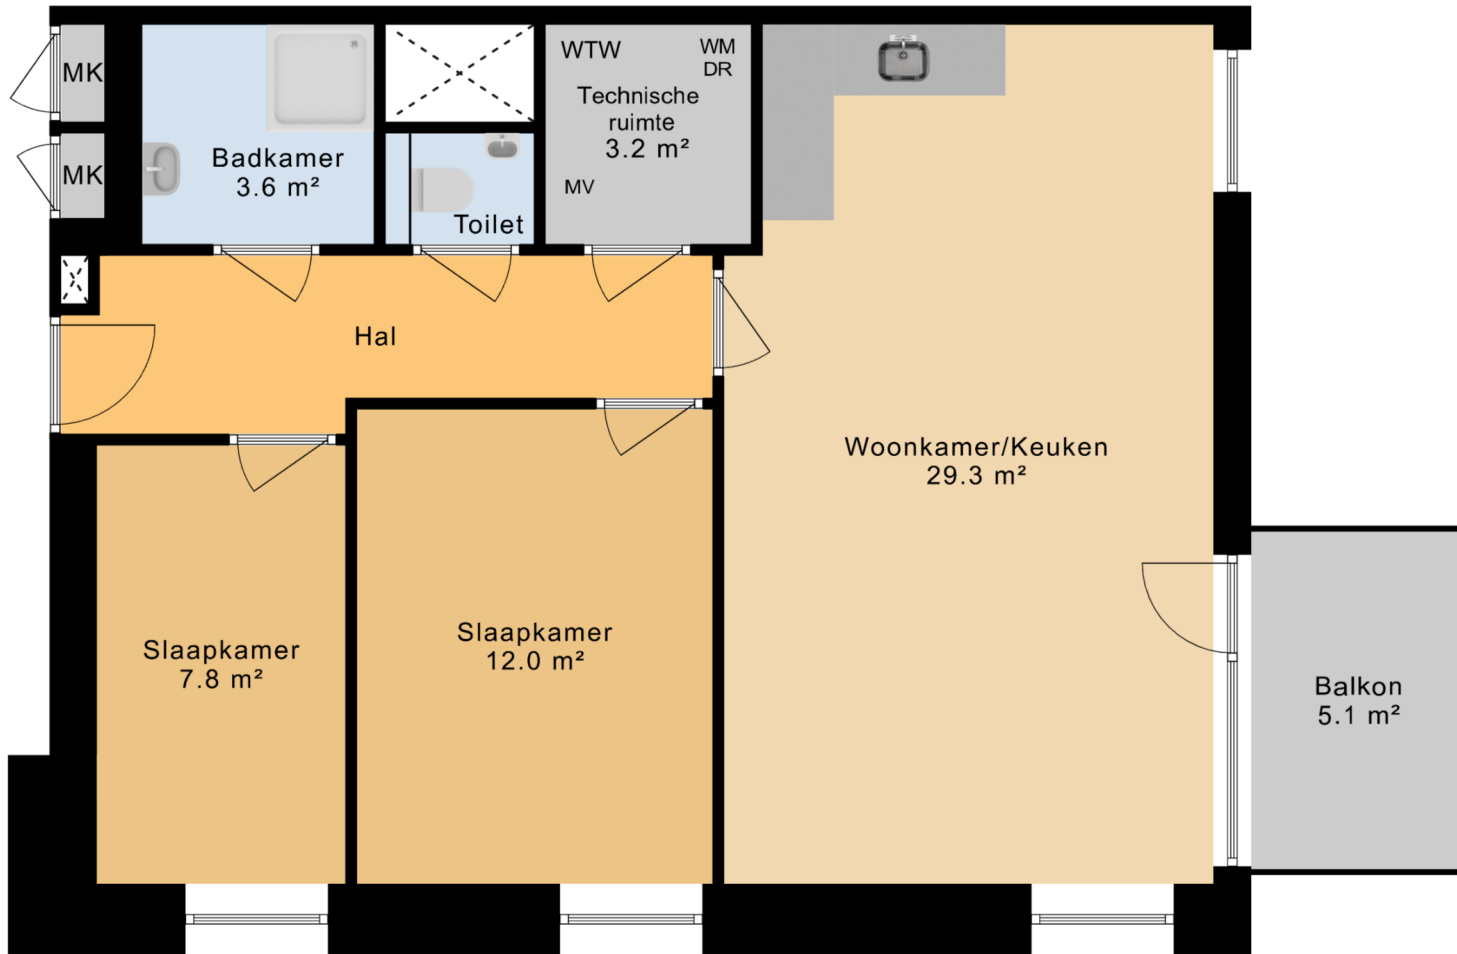 MK
MK
Badkamer
3.6 m²
Toilet
WTW
WM
DR
Technische
ruimte
3.2 m²
MV
Hal
Woonkamer/Keuken
29.3 m²
Slaapkamer
7.8 m²
Slaapkamer
12.0 m²
Balkon
5.1 m²